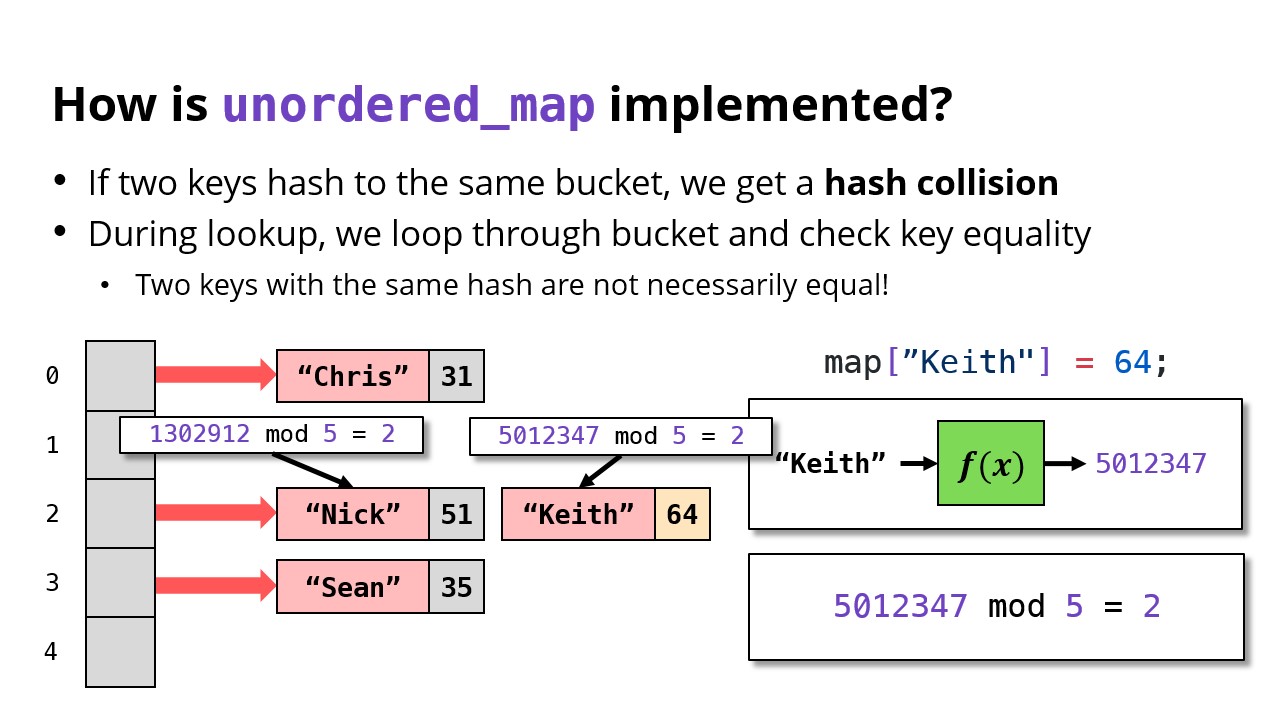 How is unordered_map implemented?
• If two keys hash to the same bucket, we get a hash collision
• During lookup, we loop through bucket and check key equality
• Two keys with the same hash are not necessarily equal!
map[”Keith"] = 64;
0
“Chris” 31
1
1302912 mod 5 = 2
5012347 mod 5 = 2
“Keith”
f(x)
5012347
2
“Nick” 51
“Keith” 64
3
“Sean” 35
5012347 mod 5 = 2
4